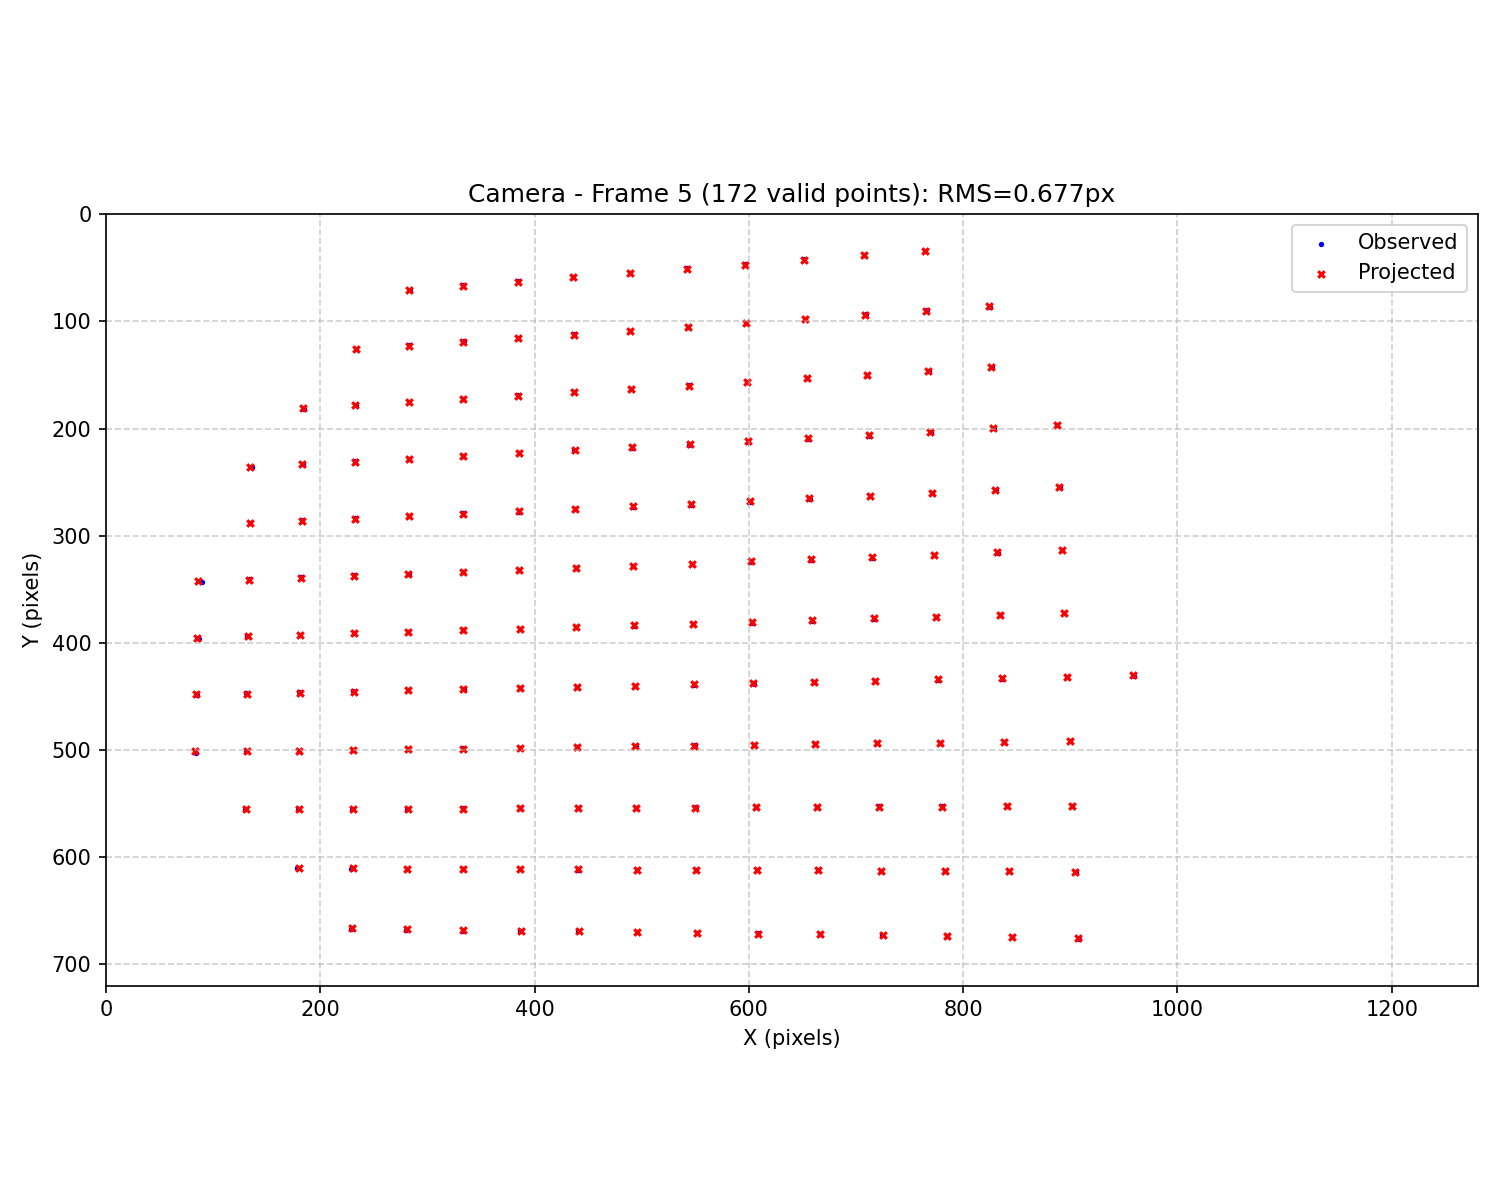 Camera - Frame 5 (172 valid points): RMS=0.677px
Observed
Projected
0
100
200
300
400
500
600
700
Y (pixels)
0 200 400 600 800 1000 1200
X (pixels)